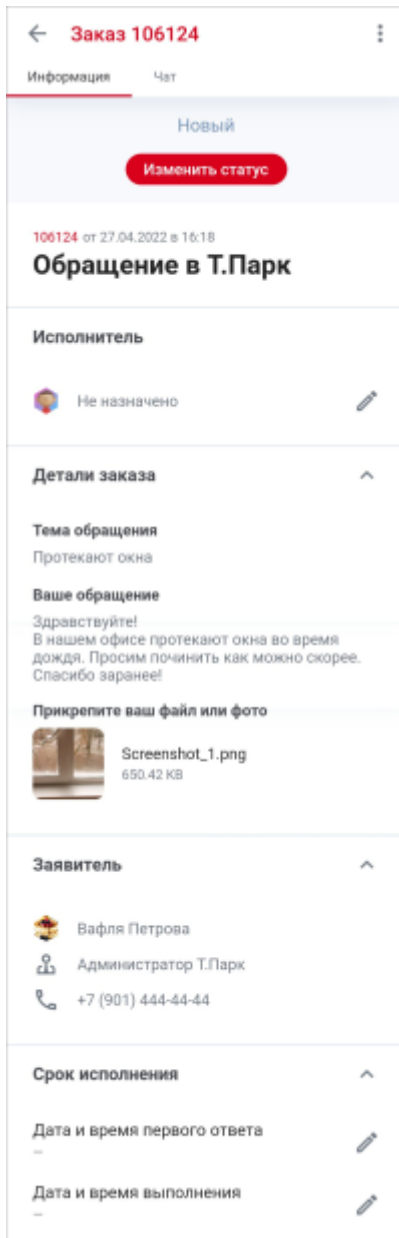 Заказ 106124
Информация
Чат
Новый
Изменить статус
106124 от 27.04.2022 в 16:18
Обращение в Т.Парк
Исполнитель
Не назначено
Детали заказа
Тема обращения
Протекают окна
Ваше обращение
Здравствуйте!
В нашем офисе протекают окна во время
дождя. Просим починить как можно скорее.
Спасибо заранее!
Прикрепите ваш файл или фото
Screenshot_1.png
650.42 KB
Заявитель
Вафля Петрова
Администратор Т.Парк
+7 (901) 444-44-44
Срок исполнения
Дата и время первого ответа
–
Дата и время выполнения
–